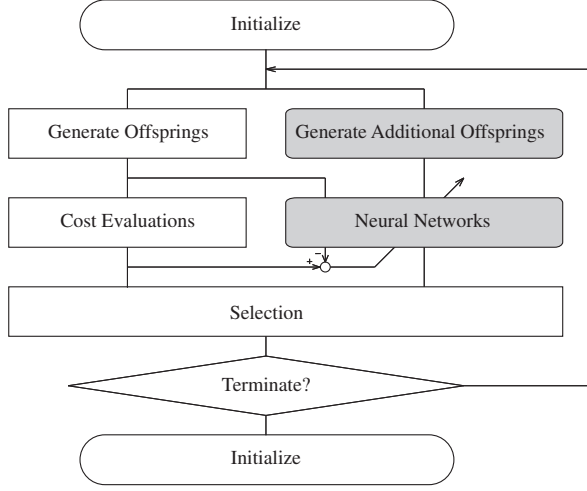 Initialize
Generate Offsprings
Generate Additional Offsprings
Cost Evaluations
Neural Networks
+ −
Selection
Terminate?
Initialize